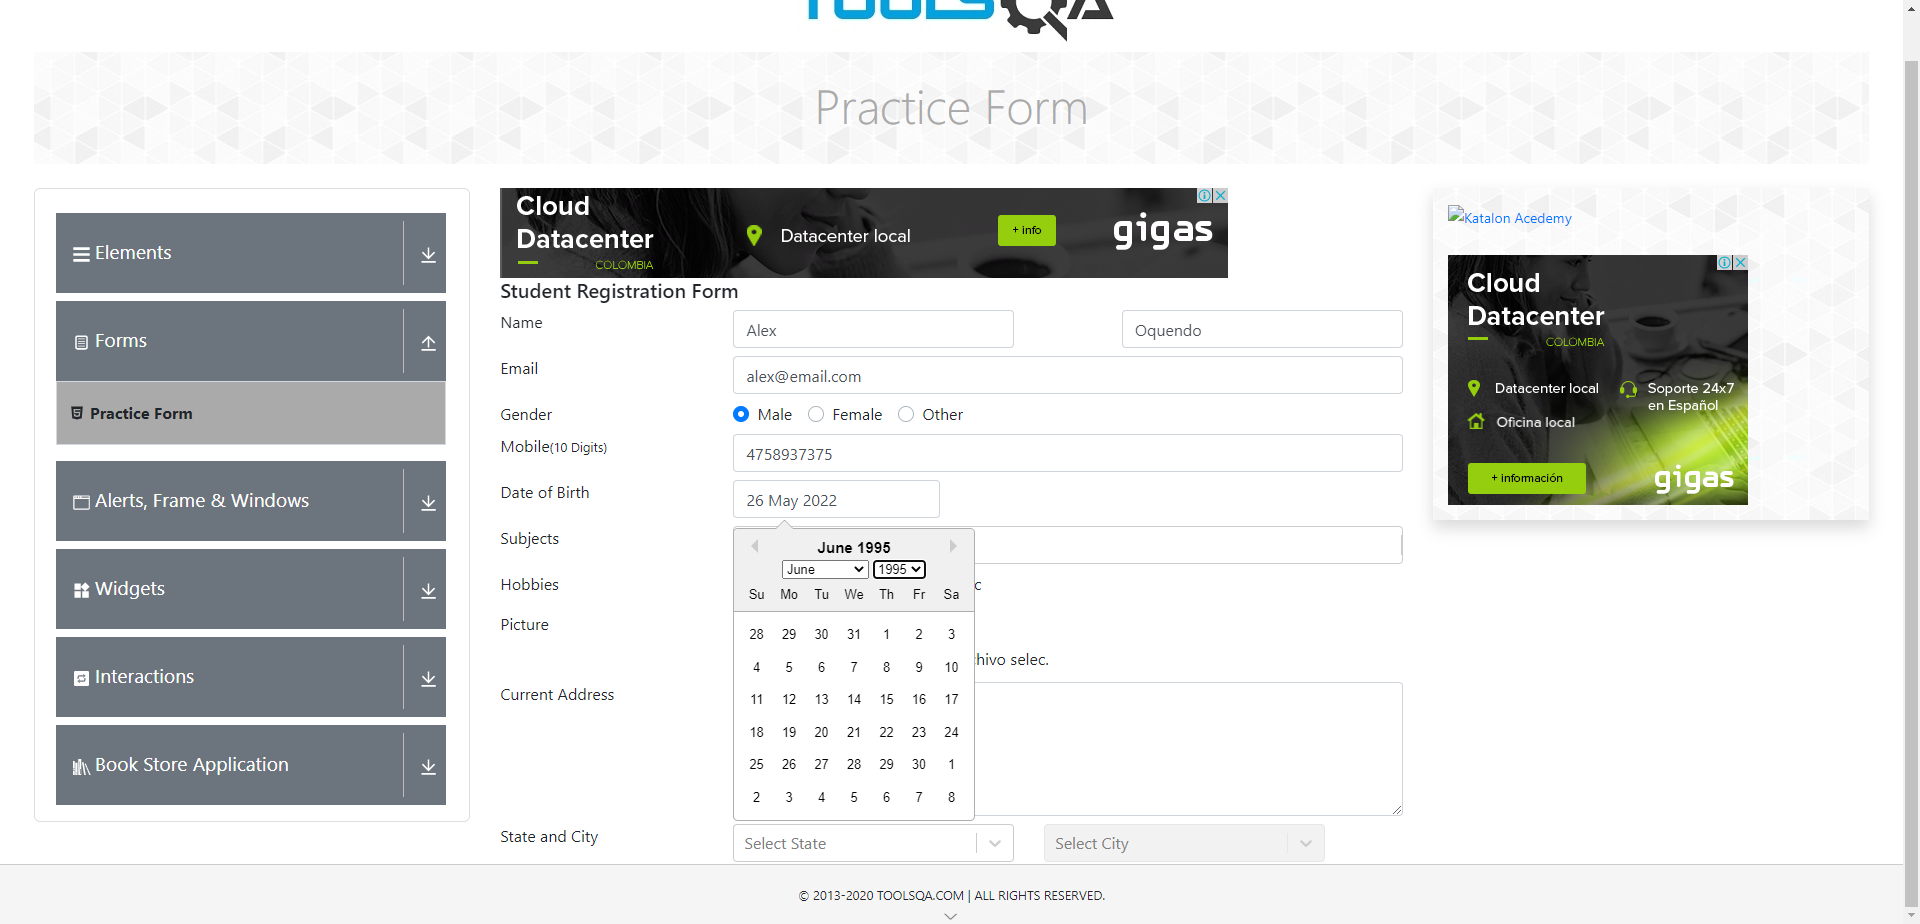 TOOLSQA
Practice Form
Elements
Forms
Practice Form
Alerts, Frame & Windows
Widgets
Interactions
Book Store Application
Cloud
Datacenter
COLOMBIA
Datacenter local
+ info
gigas
Student Registration Form
Name
Alex
Oquendo
Email
alex@email.com
Gender
Male
Female
Other
Mobile(10 Digits)
4758937375
Date of Birth
26 May 2022
Subjects
Hobbies
c
Picture
hivo selec.
Current Address
June 1995
June
1995
Su Mo Tu We Th Fr Sa
28 29 30 31 1 2 3
4 5 6 7 8 9 10
11 12 13 14 15 16 17
18 19 20 21 22 23 24
25 26 27 28 29 30 1
2 3 4 5 6 7 8
State and City
Select State
Select City
Katalon Acedemy
Cloud
Datacenter
COLOMBIA
Datacenter local
Soporte 24x7
en Español
Oficina local
+ información
gigas
© 2013-2020 TOOLSQA.COM | ALL RIGHTS RESERVED.